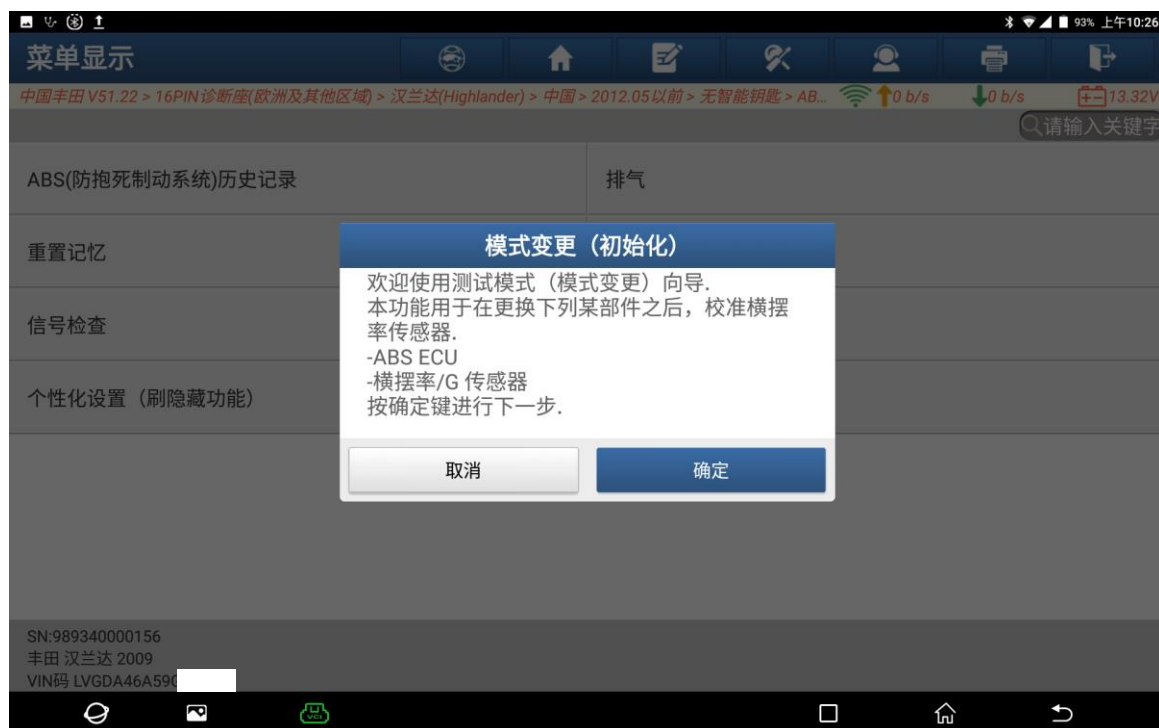 93% 上午10:26
菜单显示
中国丰田 V51.22 > 16PIN诊断座(欧洲及其他区域) > 汉兰达(Highlander) > 中国 > 2012.05以前 > 无智能钥匙 > AB... 0 b/s 0 b/s 13.32V
请输入关键字
ABS(防抱死制动系统)历史记录 排气
模式变更（初始化）
重置记忆
欢迎使用测试模式（模式变更）向导.
本功能用于在更换下列某部件之后，校准横摆
率传感器.
信号检查
-ABS ECU
-横摆率/G 传感器
个性化设置（刷隐藏功能）
按确定键进行下一步.
取消 确定
SN:989340000156
丰田 汉兰达 2009
VIN码 LVGDA46A59G
VCI